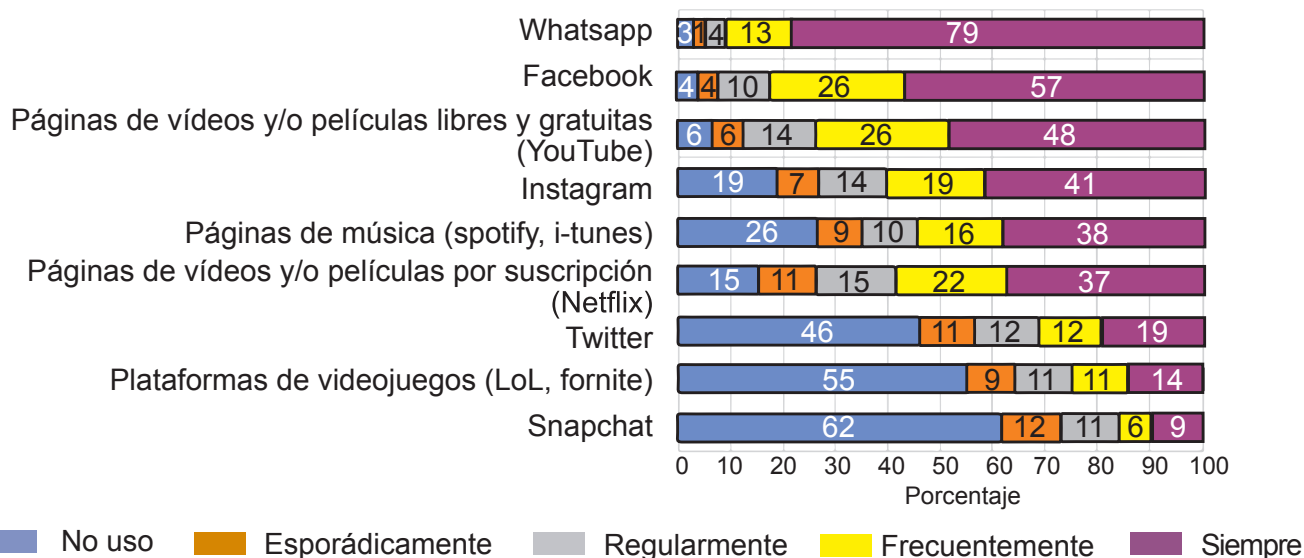 Whatsapp
3 1 4 13 79
Facebook
4 4 10 26 57
Páginas de vídeos y/o películas libres y gratuitas
(YouTube)
6 6 14 26 48
Instagram
19 7 14 19 41
Páginas de música (spotify, i-tunes)
26 9 10 16 38
Páginas de vídeos y/o películas por suscripción
(Netflix)
15 11 15 22 37
Twitter
46 11 12 12 19
Plataformas de videojuegos (LoL, fornite)
55 9 11 11 14
Snapchat
62 12 11 6 9
0 10 20 30 40 50 60 70 80 90 100
Porcentaje
No uso Esporádicamente Regularmente Frecuentemente Siempre